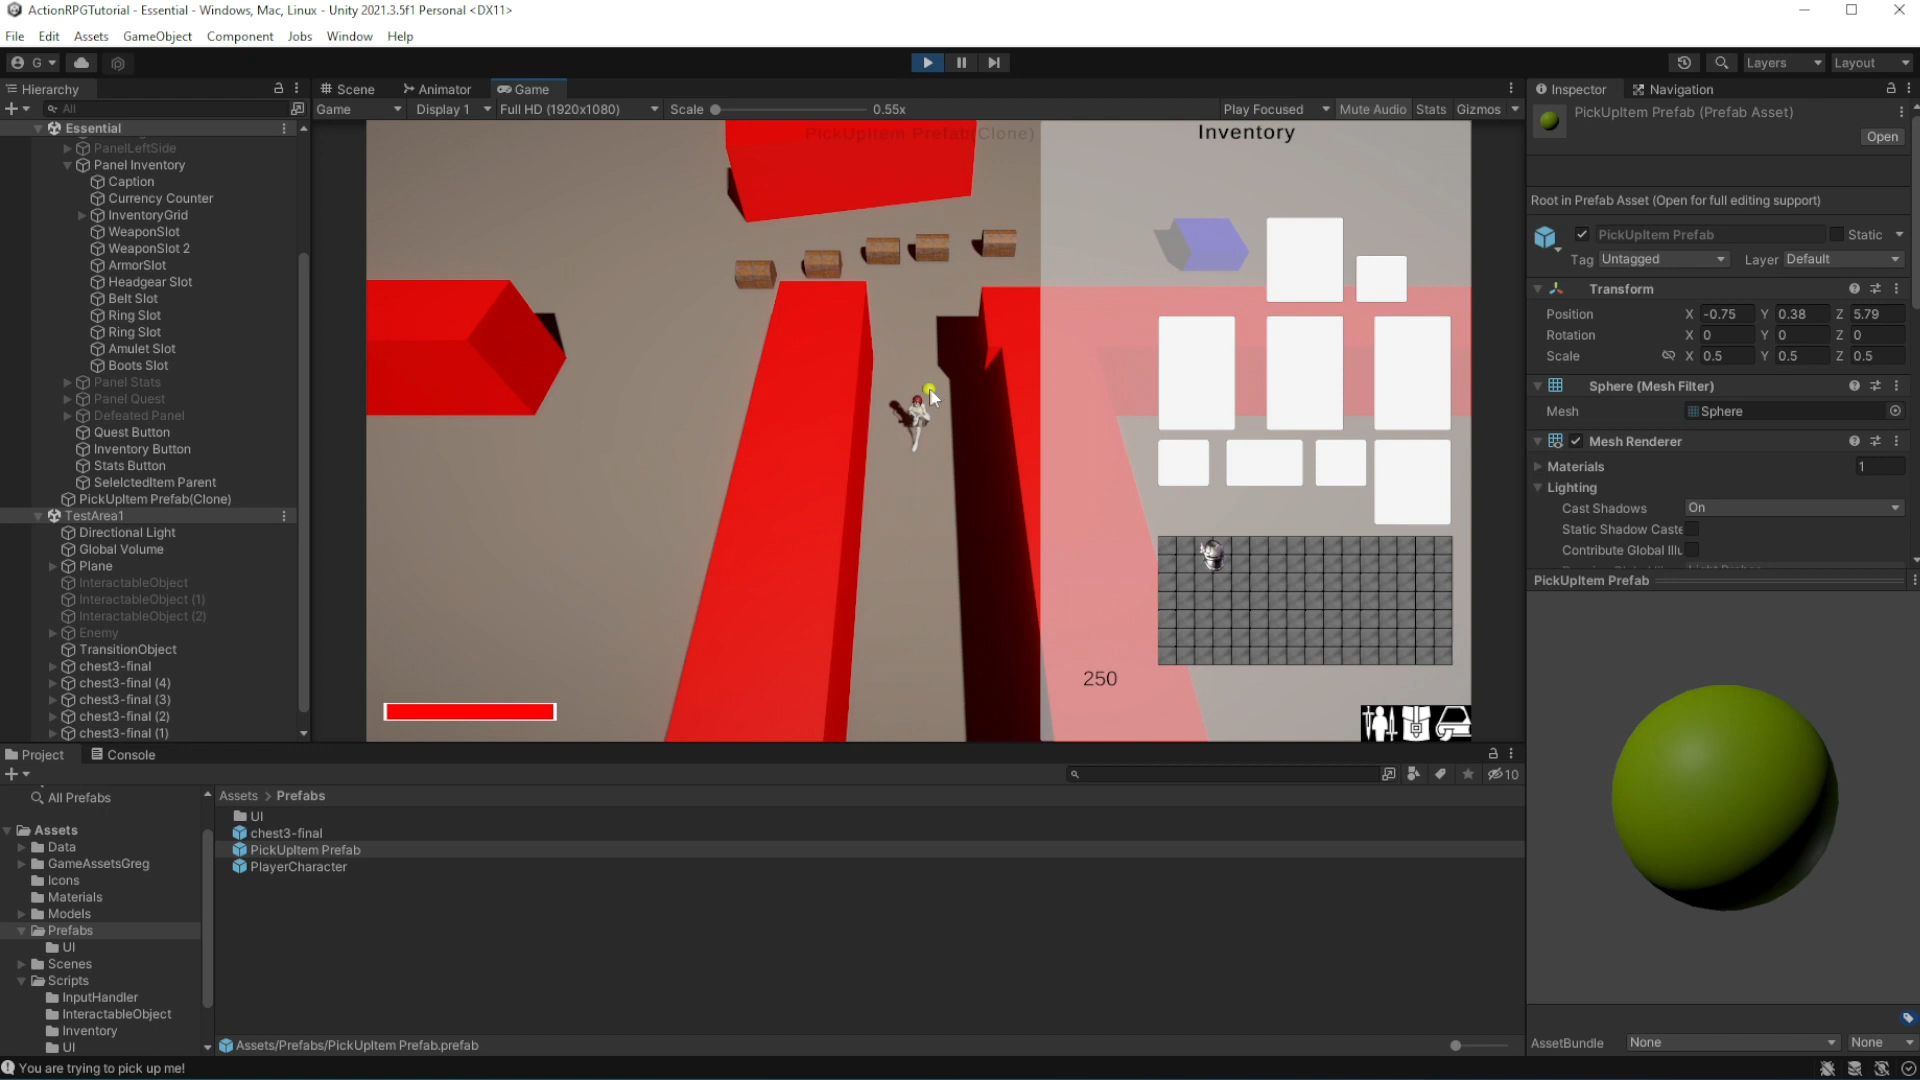 ActionRPGTutorial - Essential - Windows, Mac, Linux - Unity 2021.3.5f1 Personal <DX11>
File Edit Assets GameObject Component Jobs Window Help
G Layers Layout
Hierarchy
All
Essential
PanelLeftSide
Panel Inventory
Caption
Currency Counter
InventoryGrid
WeaponSlot
WeaponSlot 2
ArmorSlot
Headgear Slot
Belt Slot
Ring Slot
Ring Slot
Amulet Slot
Boots Slot
Panel Stats
Panel Quest
Defeated Panel
Quest Button
Inventory Button
Stats Button
SelelctedItem Parent
PickUpItem Prefab(Clone)
TestArea1
Directional Light
Global Volume
Plane
InteractableObject
InteractableObject (1)
InteractableObject (2)
Enemy
TransitionObject
chest3-final
chest3-final (4)
chest3-final (3)
chest3-final (2)
chest3-final (1)
Scene Animator Game
Game Display 1 Full HD (1920x1080) Scale 0.55x Play Focused Mute Audio Stats Gizmos
PickUpItem Prefab(Clone)
Inventory
250
Inspector Navigation
PickUpItem Prefab (Prefab Asset)
Open
Root in Prefab Asset (Open for full editing support)
PickUpItem Prefab Static
Tag Untagged Layer Default
Transform
Position X -0.75 Y 0.38 Z 5.79
Rotation X 0 Y 0 Z 0
Scale X 0.5 Y 0.5 Z 0.5
Sphere (Mesh Filter)
Mesh Sphere
Mesh Renderer
Materials 1
Lighting
Cast Shadows On
Static Shadow Caste
Contribute Global Illu
PickUpItem Prefab
AssetBundle None None
Project Console
10
All Prefabs
Assets
Data
GameAssetsGreg
Icons
Materials
Models
Prefabs
UI
Scenes
Scripts
InputHandler
InteractableObject
Inventory
UI
Assets > Prefabs
UI
chest3-final
PickUpItem Prefab
PlayerCharacter
Assets/Prefabs/PickUpItem Prefab.prefab
You are trying to pick up me!